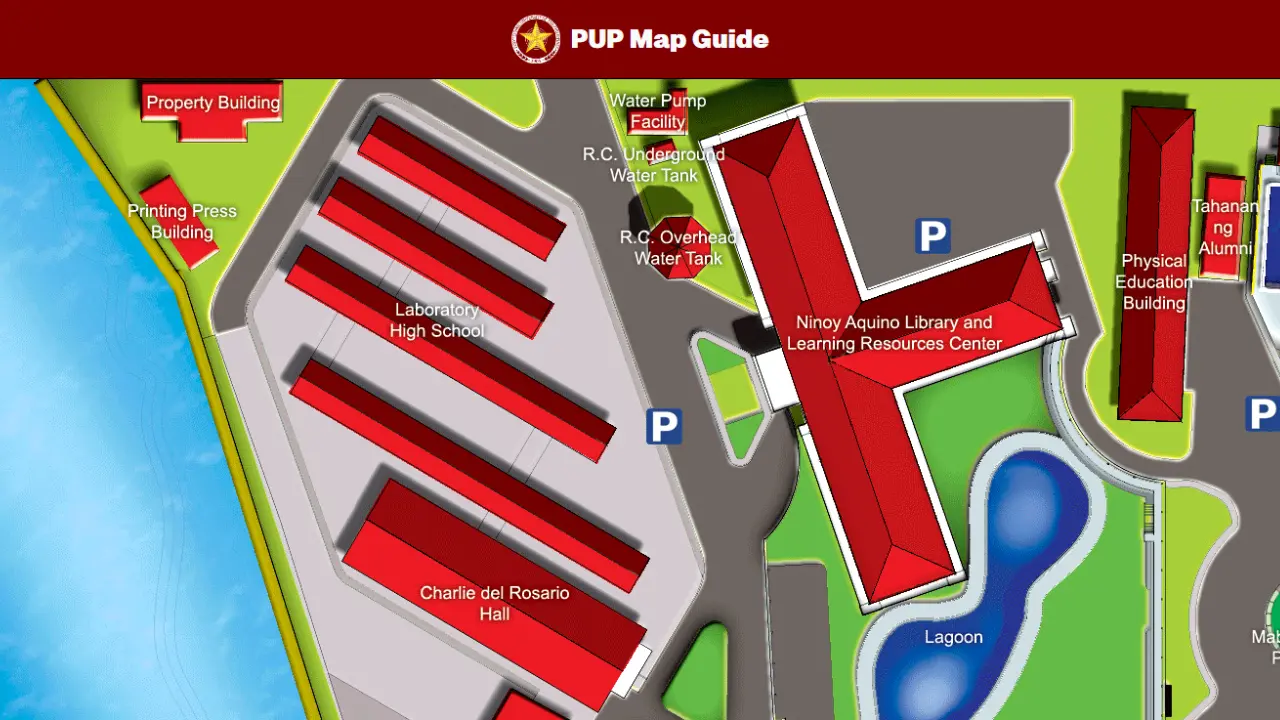 PUP Map Guide
Property Building
Water Pump
Facility
R.C. Underground
Water Tank
Printing Press
Building
R.C. Overhead
Water Tank
P
Tahanan
ng
Alumni
Physical
Education
Building
Laboratory
High School
Ninoy Aquino Library and
Learning Resources Center
P
P
Charlie del Rosario
Hall
Lagoon
Mab
P